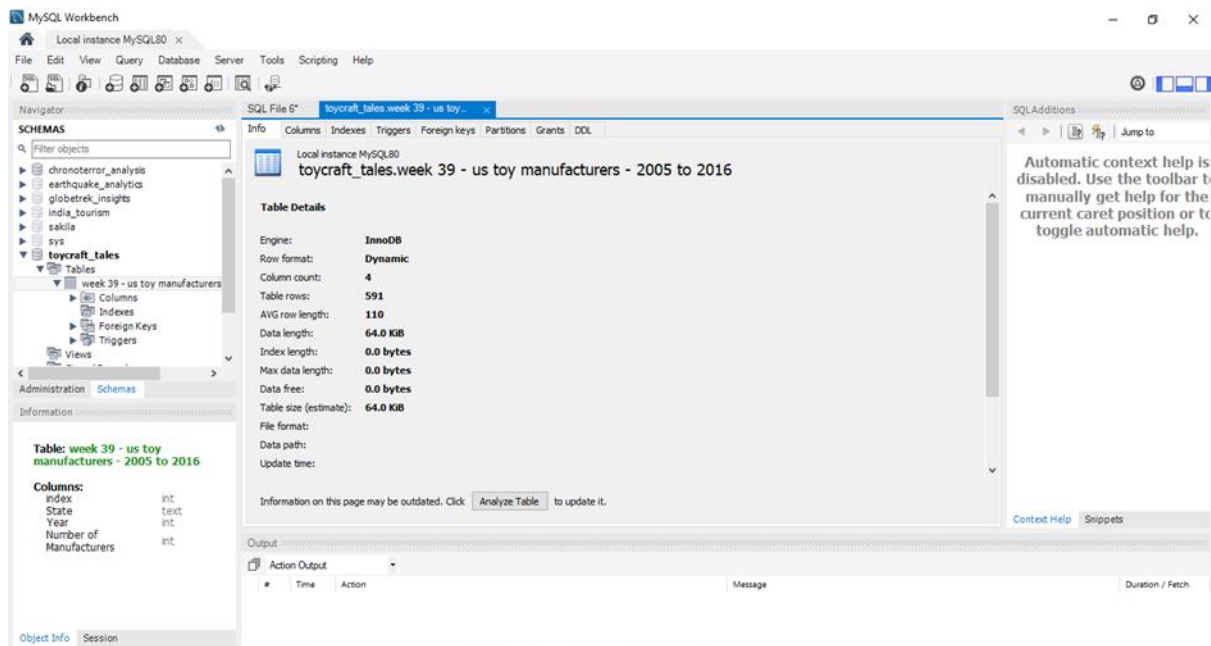 MySQL Workbench
Local instance MySQL80
File Edit View Query Database Server Tools Scripting Help
Navigator
SCHEMAS
Filter objects
chronoterror_analysis
earthquake_analytics
globetrek_insights
india_tourism
sakila
sys
toycraft_tales
Tables
week 39 - us toy manufacturers
Columns
Indexes
Foreign Keys
Triggers
Views
Administration Schemas
Information
Table: week 39 - us toy
manufacturers - 2005 to 2016
Columns:
index int
State text
Year int
Number of
Manufacturers int
Object Info Session
SQL File 6* toycraft_tales.week 39 - us toy...
Info Columns Indexes Triggers Foreign keys Partitions Grants DDL
Local instance MySQL80
toycraft_tales.week 39 - us toy manufacturers - 2005 to 2016
Table Details
Engine: InnoDB
Row format: Dynamic
Column count: 4
Table rows: 591
AVG row length: 110
Data length: 64.0 KiB
Index length: 0.0 bytes
Max data length: 0.0 bytes
Data free: 0.0 bytes
Table size (estimate): 64.0 KiB
File format:
Data path:
Update time:
Information on this page may be outdated. Click Analyze Table to update it.
Output
Action Output
# Time Action Message Duration / Fetch
SQLAdditions
Jump to
Automatic context help is
disabled. Use the toolbar t
manually get help for the
current caret position or to
toggle automatic help.
Context Help Snippets